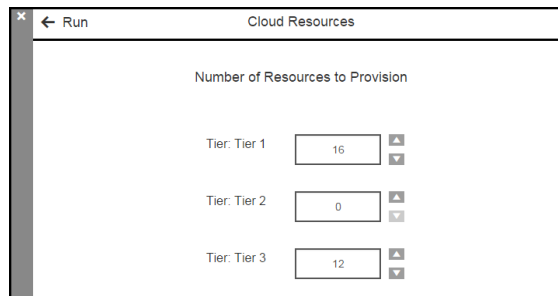 Run Cloud Resources
Number of Resources to Provision
Tier: Tier 1 16
Tier: Tier 2 0
Tier: Tier 3 12